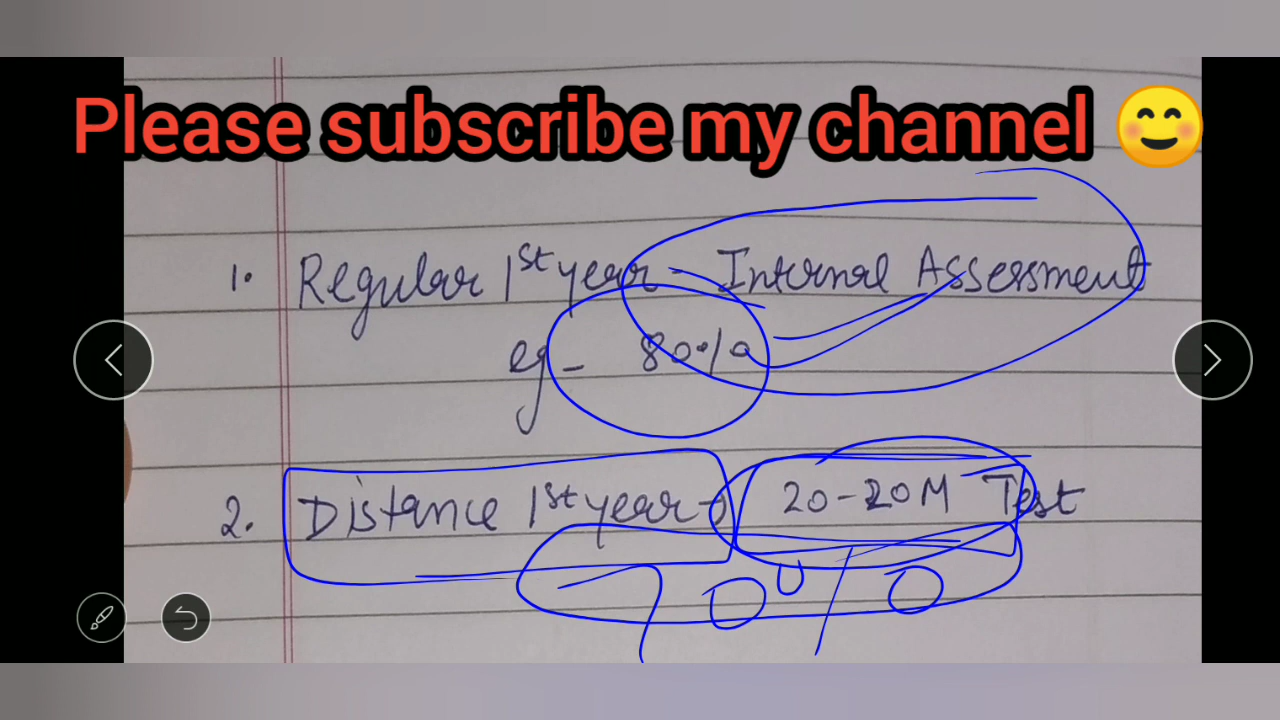 Please subscribe my channel 😊
1. Regular 1st year - Internal Assessment
eg - 80%
2. Distance 1st year → 20-20M Test
70%